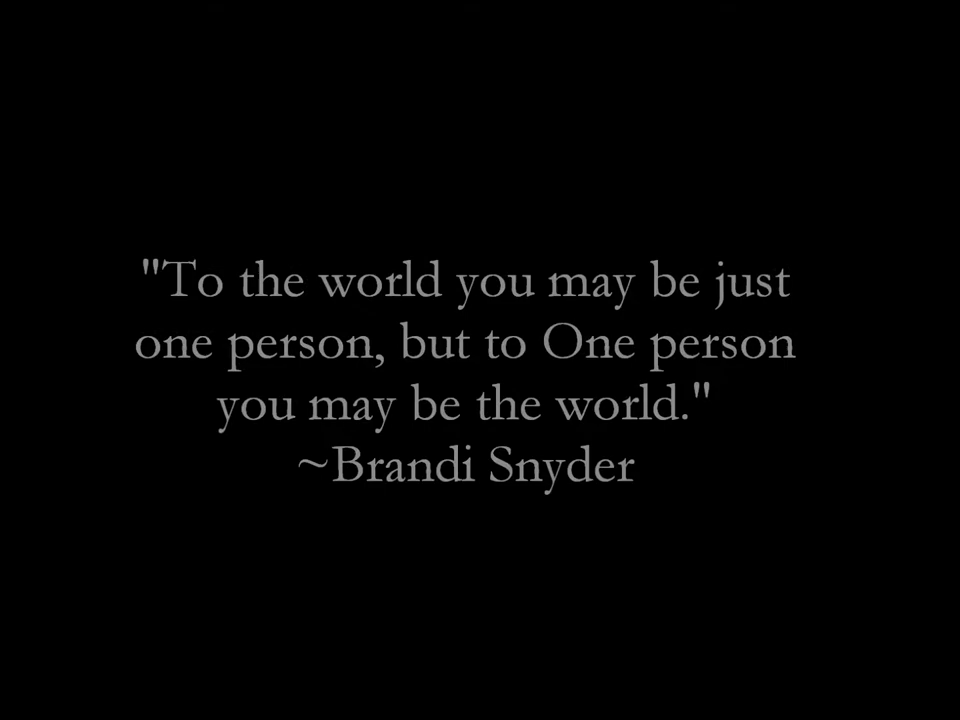 "To the world you may be just
one person, but to One person
you may be the world."
~Brandi Snyder